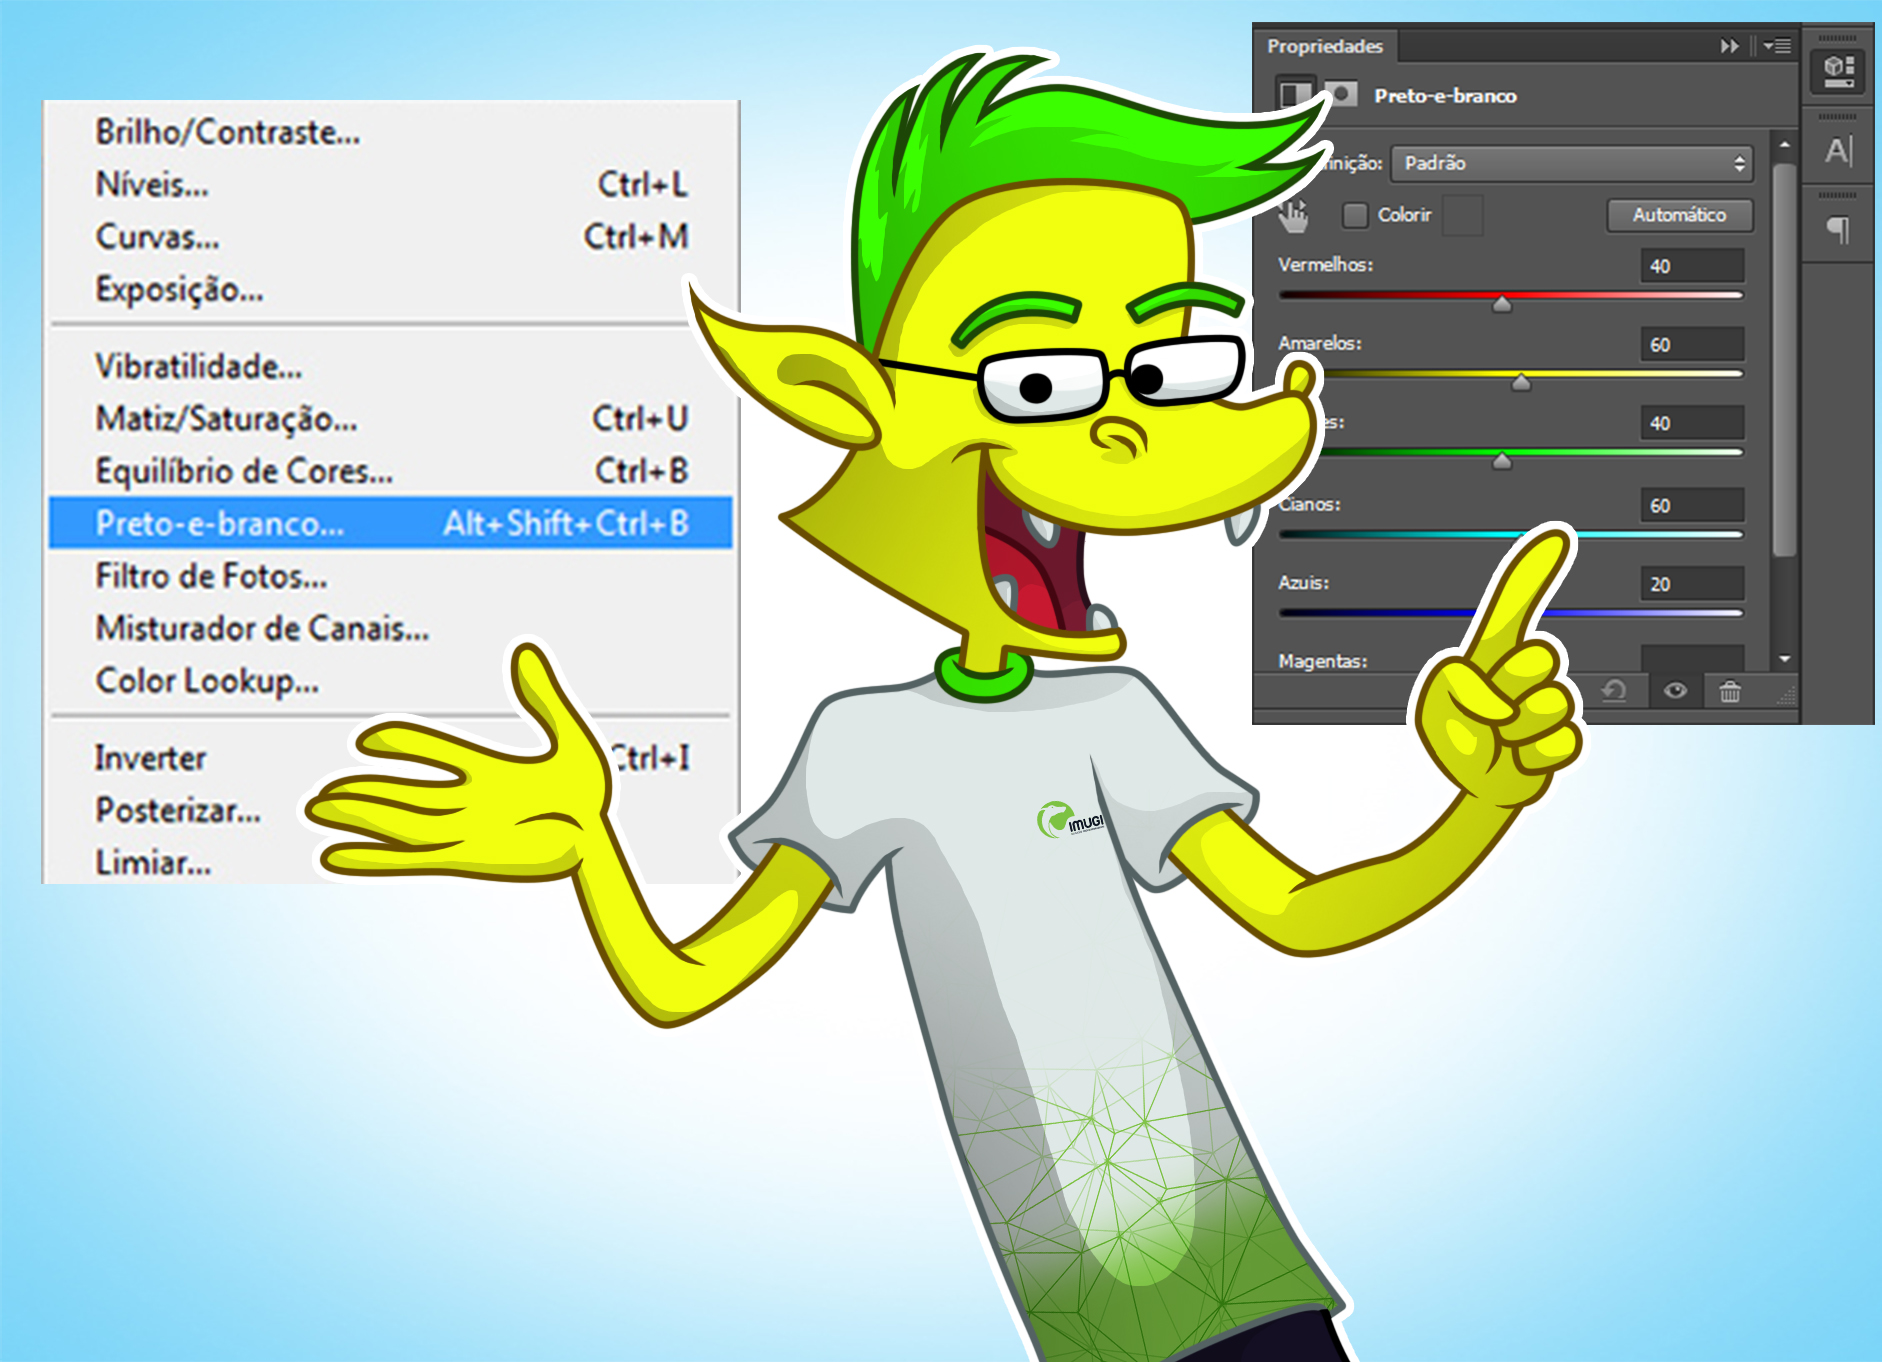 Brilho/Contraste...
Níveis... Ctrl+L
Curvas... Ctrl+M
Exposição...
Vibratilidade...
Matiz/Saturação... Ctrl+U
Equilíbrio de Cores... Ctrl+B
Preto-e-branco... Alt+Shift+Ctrl+B
Filtro de Fotos...
Misturador de Canais...
Color Lookup...
Inverter Ctrl+I
Posterizar...
Limiar...
IMUGI
Propriedades
Preto-e-branco
inição: Padrão
Colorir Automático
Vermelhos: 40
Amarelos: 60
es: 40
Cianos: 60
Azuis: 20
Magentas:
A